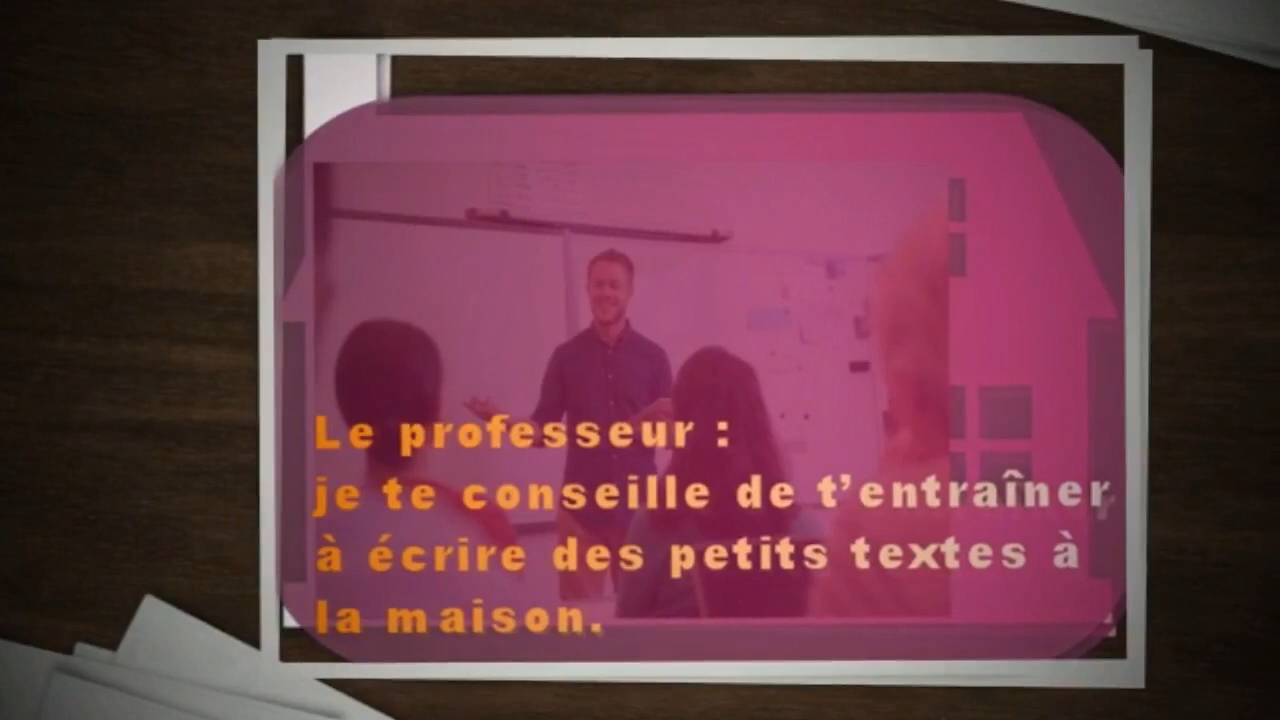 Le professeur :
je te conseille de t’entraîner
à écrire des petits textes à
la maison.